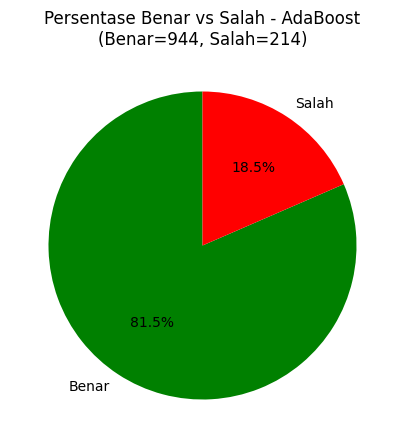 Persentase Benar vs Salah - AdaBoost
(Benar=944, Salah=214)
Salah
18.5%
81.5%
Benar